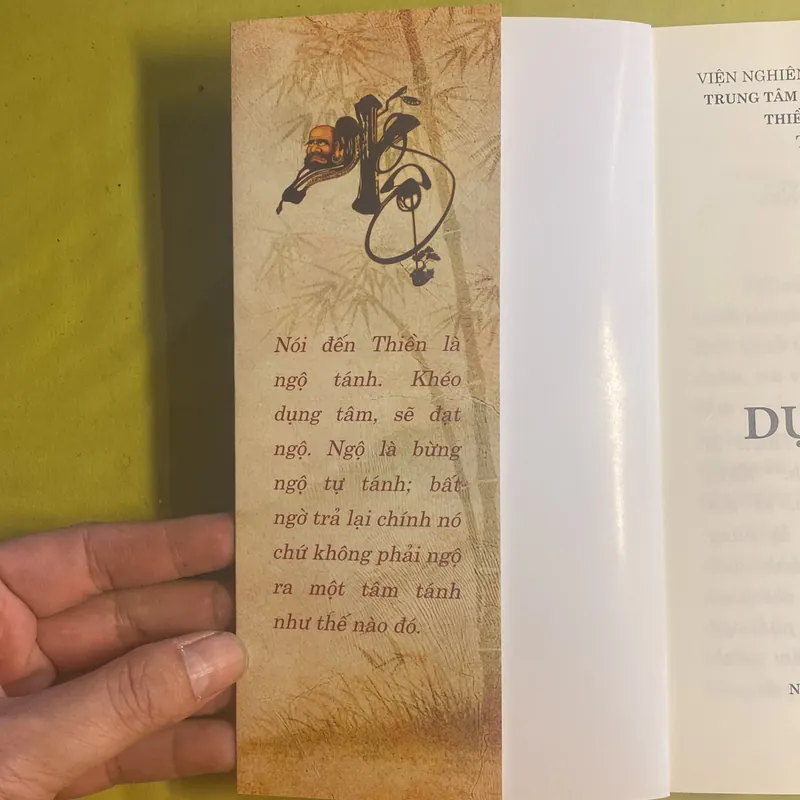 Nói đến Thiền là
ngộ tánh. Khéo
dụng tâm, sẽ đạt
ngộ. Ngộ là bừng
ngộ tự tánh; bất
ngờ trả lại chính nó
chứ không phải ngộ
ra một tâm tánh
như thế nào đó.
VIỆN NGHIÊN
TRUNG TÂM
THIỀ
T
DỤ
N